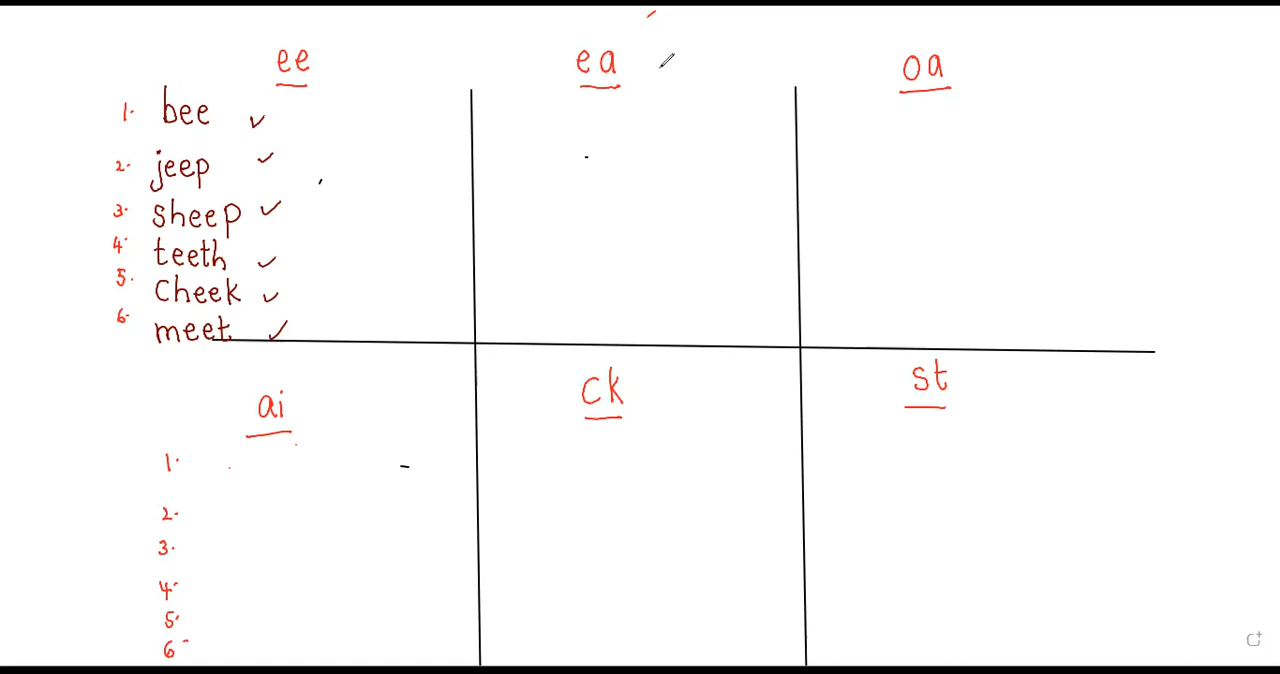 ee ea oa
1. bee
2. jeep
3. sheep
4. teeth
5. Cheek
6. meet
ai ck st
1.
2.
3.
4.
5.
6.